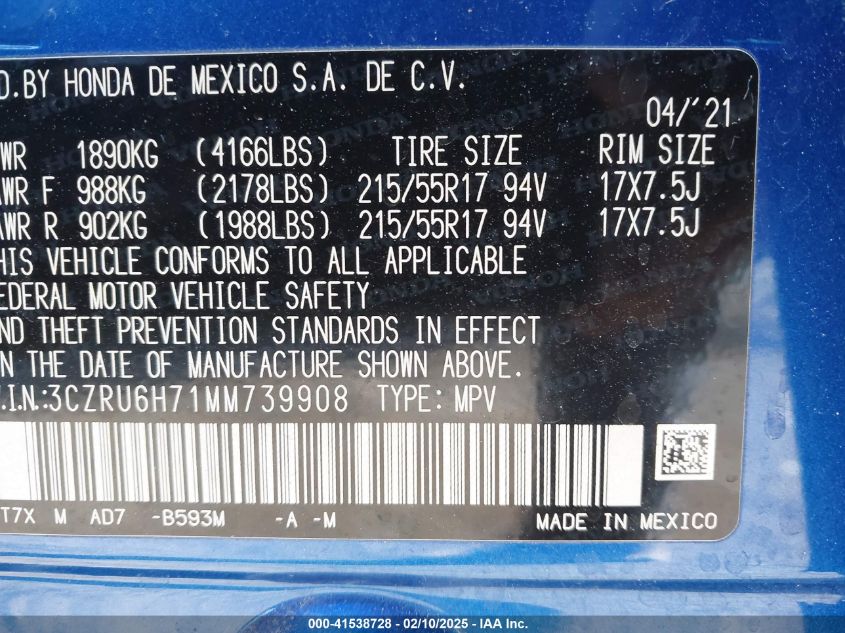 D.BY HONDA DE MEXICO S.A. DE C.V.
04/'21
WR 1890KG (4166LBS) TIRE SIZE RIM SIZE
AWR F 988KG (2178LBS) 215/55R17 94V 17X7.5J
AWR R 902KG (1988LBS) 215/55R17 94V 17X7.5J
HIS VEHICLE CONFORMS TO ALL APPLICABLE
EDERAL MOTOR VEHICLE SAFETY
ND THEFT PREVENTION STANDARDS IN EFFECT
N THE DATE OF MANUFACTURE SHOWN ABOVE.
V.I.N.:3CZRU6H71MM739908 TYPE: MPV
T7X M AD7 -B593M -A -M MADE IN MEXICO
000-41538728 - 02/10/2025 - IAA Inc.